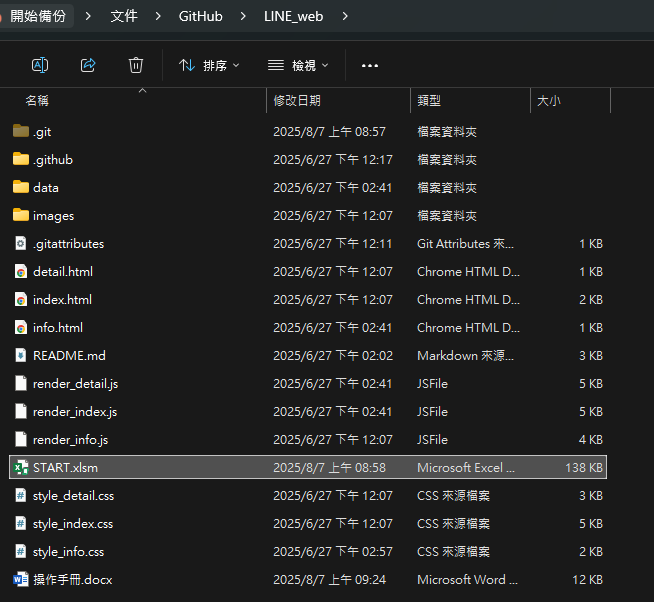 開始備份 > 文件 > GitHub > LINE_web >
A 排序 檢視 ...
名稱 修改日期 類型 大小
.git 2025/8/7 上午 08:57 檔案資料夾
.github 2025/6/27 下午 12:17 檔案資料夾
data 2025/6/27 下午 02:41 檔案資料夾
images 2025/6/27 下午 12:07 檔案資料夾
.gitattributes 2025/6/27 下午 12:11 Git Attributes 來... 1 KB
detail.html 2025/6/27 下午 12:07 Chrome HTML D... 1 KB
index.html 2025/6/27 下午 12:07 Chrome HTML D... 2 KB
info.html 2025/6/27 下午 02:41 Chrome HTML D... 1 KB
README.md 2025/6/27 下午 02:02 Markdown 來源... 3 KB
render_detail.js 2025/6/27 下午 02:41 JSFile 5 KB
render_index.js 2025/6/27 下午 02:41 JSFile 5 KB
render_info.js 2025/6/27 下午 12:07 JSFile 4 KB
START.xlsm 2025/8/7 上午 08:58 Microsoft Excel ... 138 KB
style_detail.css 2025/6/27 下午 12:07 CSS 來源檔案 3 KB
style_index.css 2025/6/27 下午 12:07 CSS 來源檔案 5 KB
style_info.css 2025/6/27 下午 02:57 CSS 來源檔案 2 KB
操作手冊.docx 2025/8/7 上午 09:24 Microsoft Word ... 12 KB